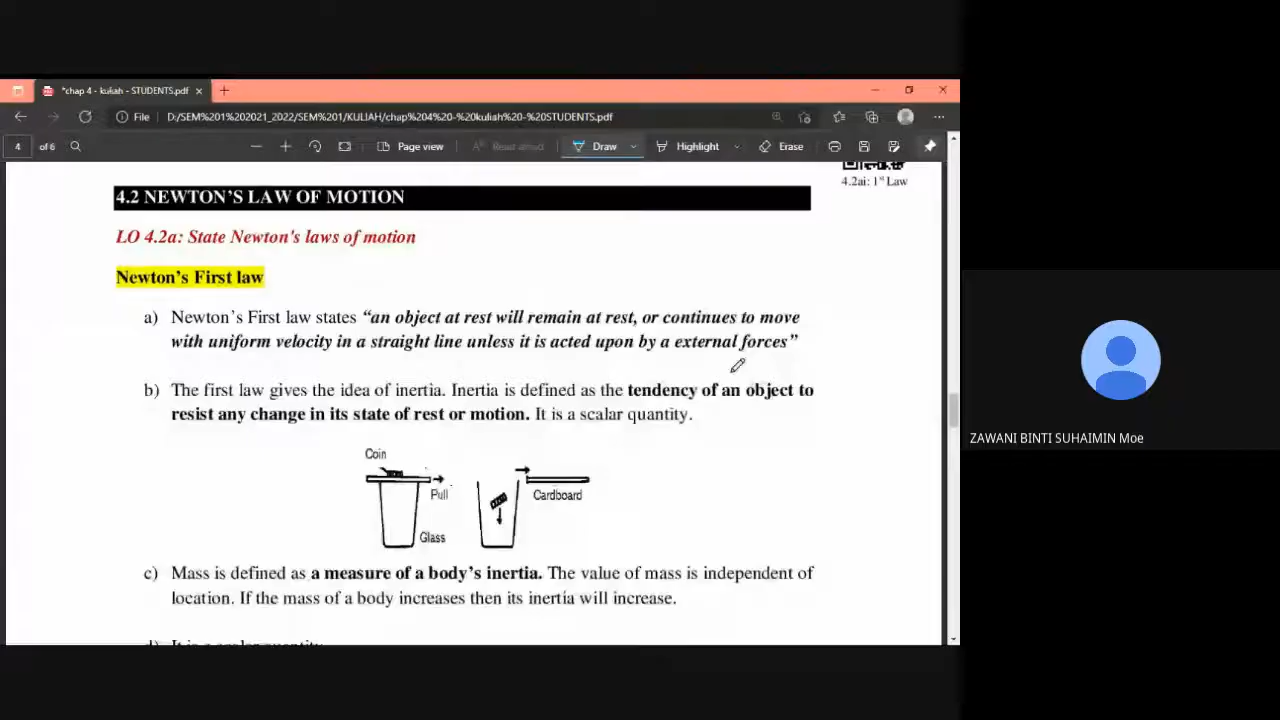 *chap 4 - kuliah - STUDENTS.pdf
File D:/SEM%201%202021_2022/SEM%201/KULIAH/chap%204%20-%20kuliah%20-%20STUDENTS.pdf
4 of 6 Page view Read aloud Draw Highlight Erase
4.2ai: 1st Law
4.2 NEWTON'S LAW OF MOTION
LO 4.2a: State Newton's laws of motion
Newton's First law
a) Newton's First law states "an object at rest will remain at rest, or continues to move
with uniform velocity in a straight line unless it is acted upon by a external forces"
b) The first law gives the idea of inertia. Inertia is defined as the tendency of an object to
resist any change in its state of rest or motion. It is a scalar quantity.
Coin
Pull
Cardboard
Glass
c) Mass is defined as a measure of a body's inertia. The value of mass is independent of
location. If the mass of a body increases then its inertia will increase.
d) It is a scalar quantity
ZAWANI BINTI SUHAIMIN Moe